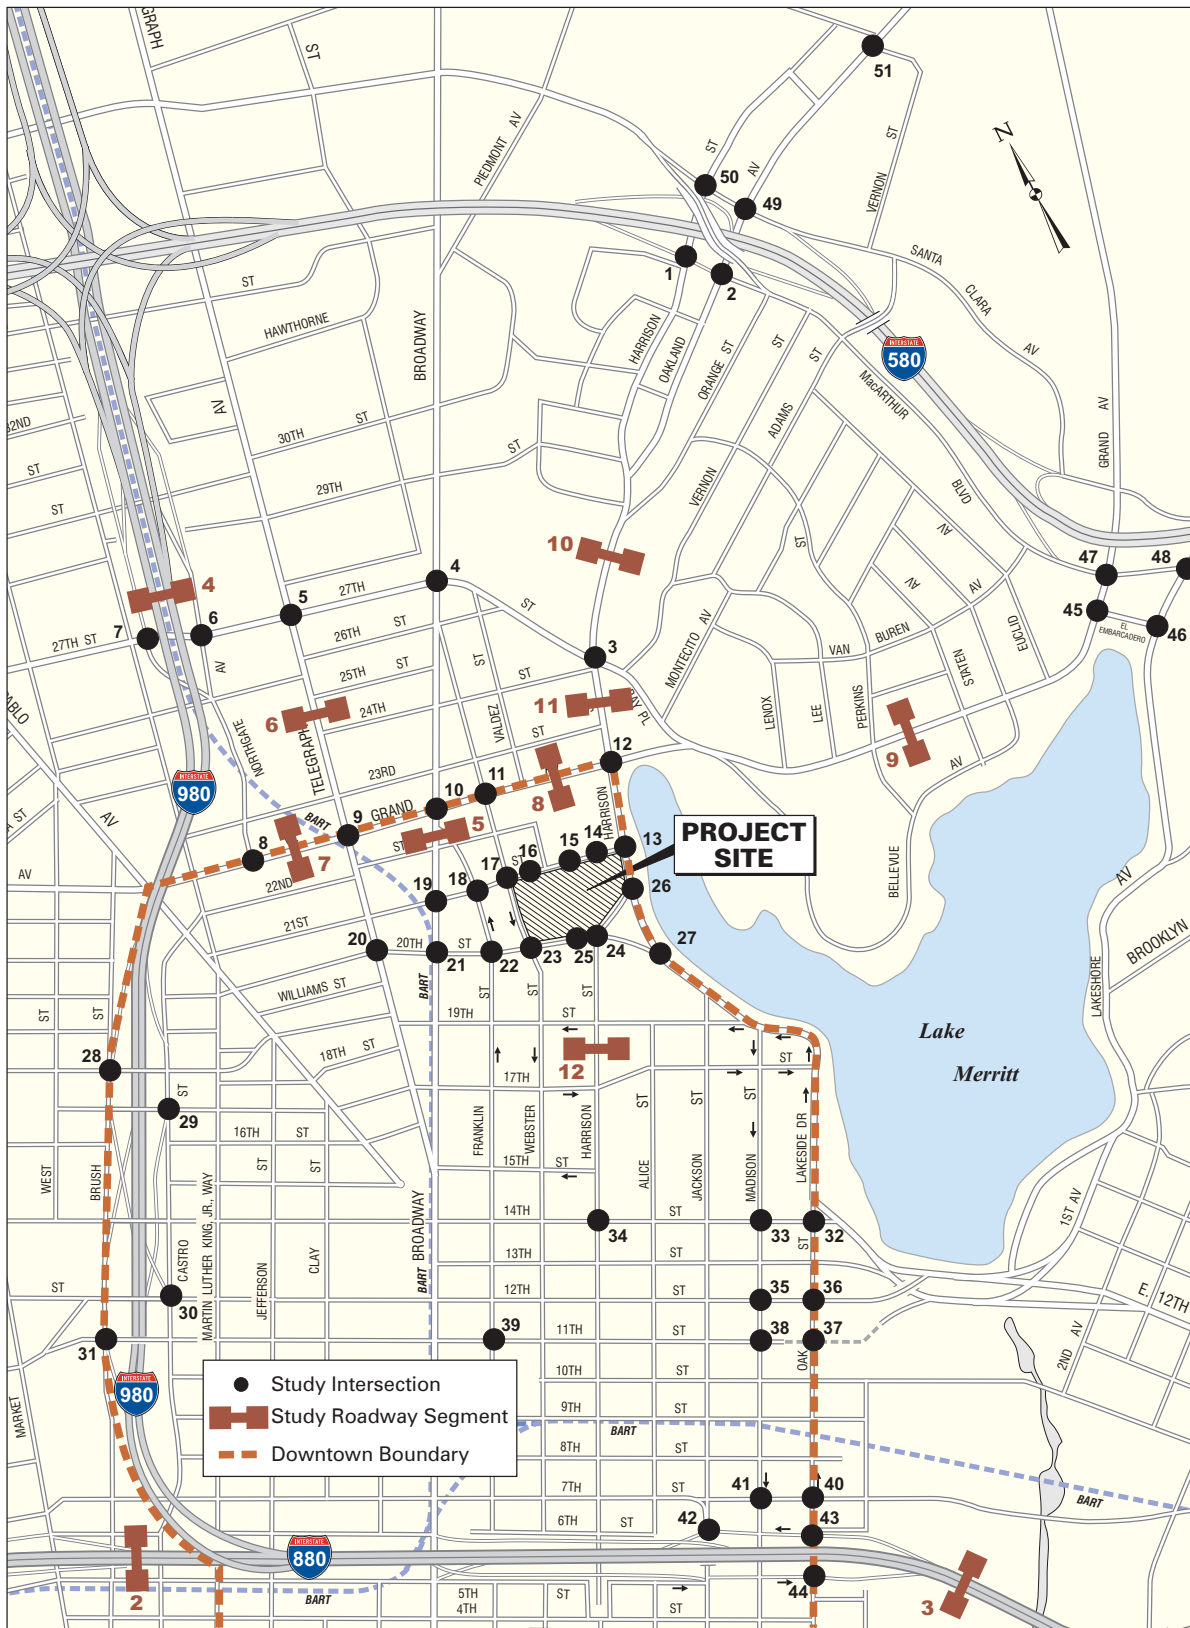 GRAPH
ST
PIEDMONT AV
ST
AV
VERNON ST
51
50
49
N
SANTA CLARA AV
1
2
ST
HAWTHORNE
BROADWAY
HARRISON
OAKLAND
ORANGE ST
ST
ST
ADAMS
INTERSTATE
580
MacARTHUR BLVD
GRAND AV
AV
30TH ST
32ND
ST
ST
29TH ST
VERNON
ST
AV
AV
AV
10
4
4
5
6
7
27TH ST
27TH ST
26TH ST
25TH ST
24TH
23RD
ST
ST
ST
AV
3
47
48
45
46
EL
EMBARCADERO
EUCLID
VAN BUREN
STATEN
MONTECITO AV
LENOX
LEE
PERKINS
BAY PL
11
6
9
AV
PABLO
NORTHGATE
TELEGRAPH
VALDEZ
INTERSTATE
980
BART
GRAND
HARRISON
12
8
5
7
8
9
10
11
13
14
15
16
17
18
19
ST
ST
PROJECT
SITE
26
27
BELLEVUE
AV
LAKESHORE
BROOKLYN
AV
ST
AV
22ND
21ST
20TH ST
20
21
22
23
24
25
WILLIAMS ST
BART
ST
ST
ST
19TH ST
18TH ST
17TH
ST
Lake
Merritt
12
28
29
ST
ST
ST
16TH ST
15TH ST
14TH ST
13TH ST
12TH ST
11TH ST
10TH ST
9TH ST
8TH ST
7TH ST
6TH ST
5TH ST
4TH ST
WEST
BRUSH
CASTRO
MARTIN LUTHER KING, JR., WAY
ST
ST
JEFFERSON
CLAY
BROADWAY
BART
FRANKLIN
WEBSTER
HARRISON
ALICE
ST
JACKSON
ST
MADISON
ST
LAKESIDE DR
ST
OAK
1ST AV
2ND AV
E. 12TH
34
33
32
35
36
37
38
39
ST
30
31
INTERSTATE
980
MARKET
Study Intersection
Study Roadway Segment
Downtown Boundary
BART
BART
41
40
42
43
44
INTERSTATE
880
BART
2
3